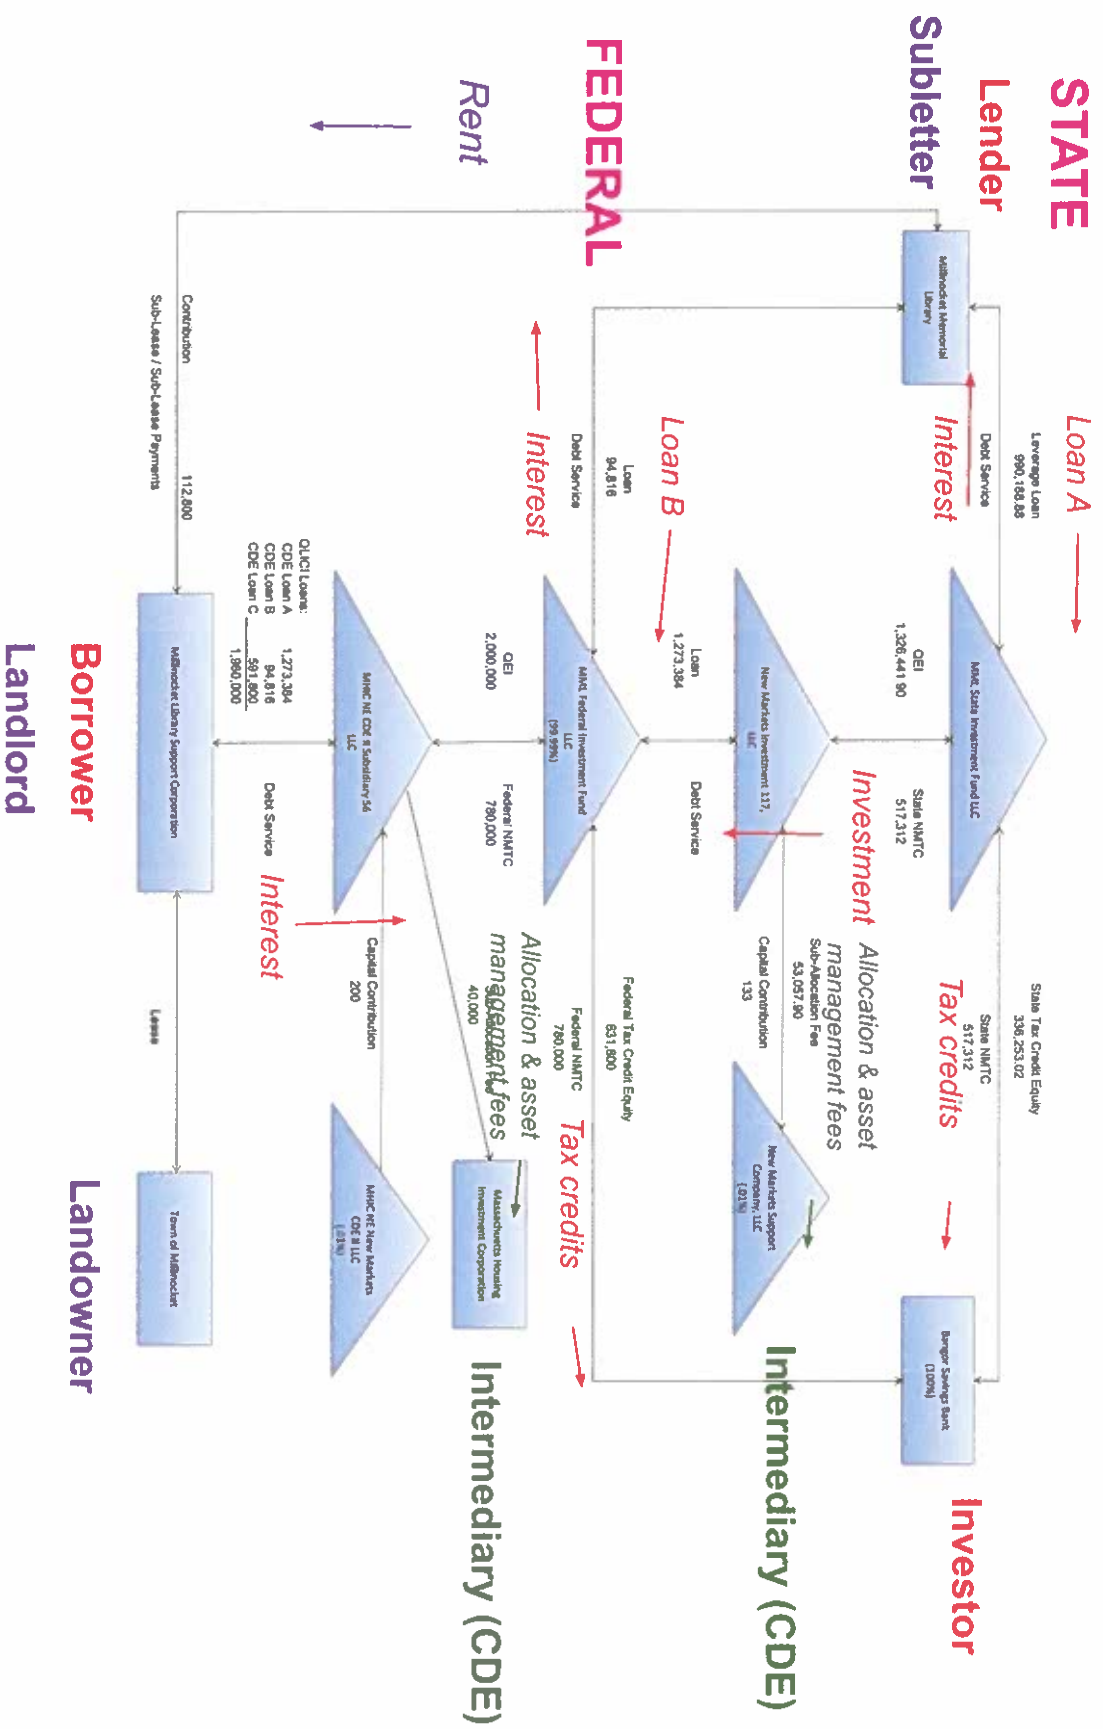 STATE
Lender
Subletter
Loan A
Leverage Loan
990,188.88
Debt Service
Interest
Millinocket Memorial
Library
MML State Investment Fund LLC
State Tax Credit Equity
336,253.02
State NMTC
517,312
Tax credits
Bangor Savings Bank
(100%)
Investor
QEI
1,326,441.90
State NMTC
517,312
Investment
Allocation & asset
management fees
Sub-Allocation Fee
53,057.90
Capital Contribution
133
New Markets Investment 117,
LLC
New Markets Support
Company, LLC
(.01%)
Intermediary (CDE)
Loan B
Loan
1,273,384
Debt Service
FEDERAL
Loan
94,816
Debt Service
Interest
MML Federal Investment Fund
LLC
(99.99%)
Federal Tax Credit Equity
631,800
Federal NMTC
780,000
Tax credits
QEI
2,000,000
Federal NMTC
780,000
Allocation & asset
management fees
40,000
Massachusetts Housing
Investment Corporation
Intermediary (CDE)
Rent
MHIC NE CDE II Subsidiary 56
LLC
Capital Contribution
200
MHIC NE New Markets
CDE II LLC
(.01%)
QLICI Loans:
CDE Loan A 1,273,384
CDE Loan B 94,816
CDE Loan C 591,800
1,960,000
Debt Service
Interest
Contribution 112,800
Sub-Lease / Sub-Lease Payments
Millinocket Library Support Corporation
Lease
Town of Millinocket
Borrower
Landlord
Landowner